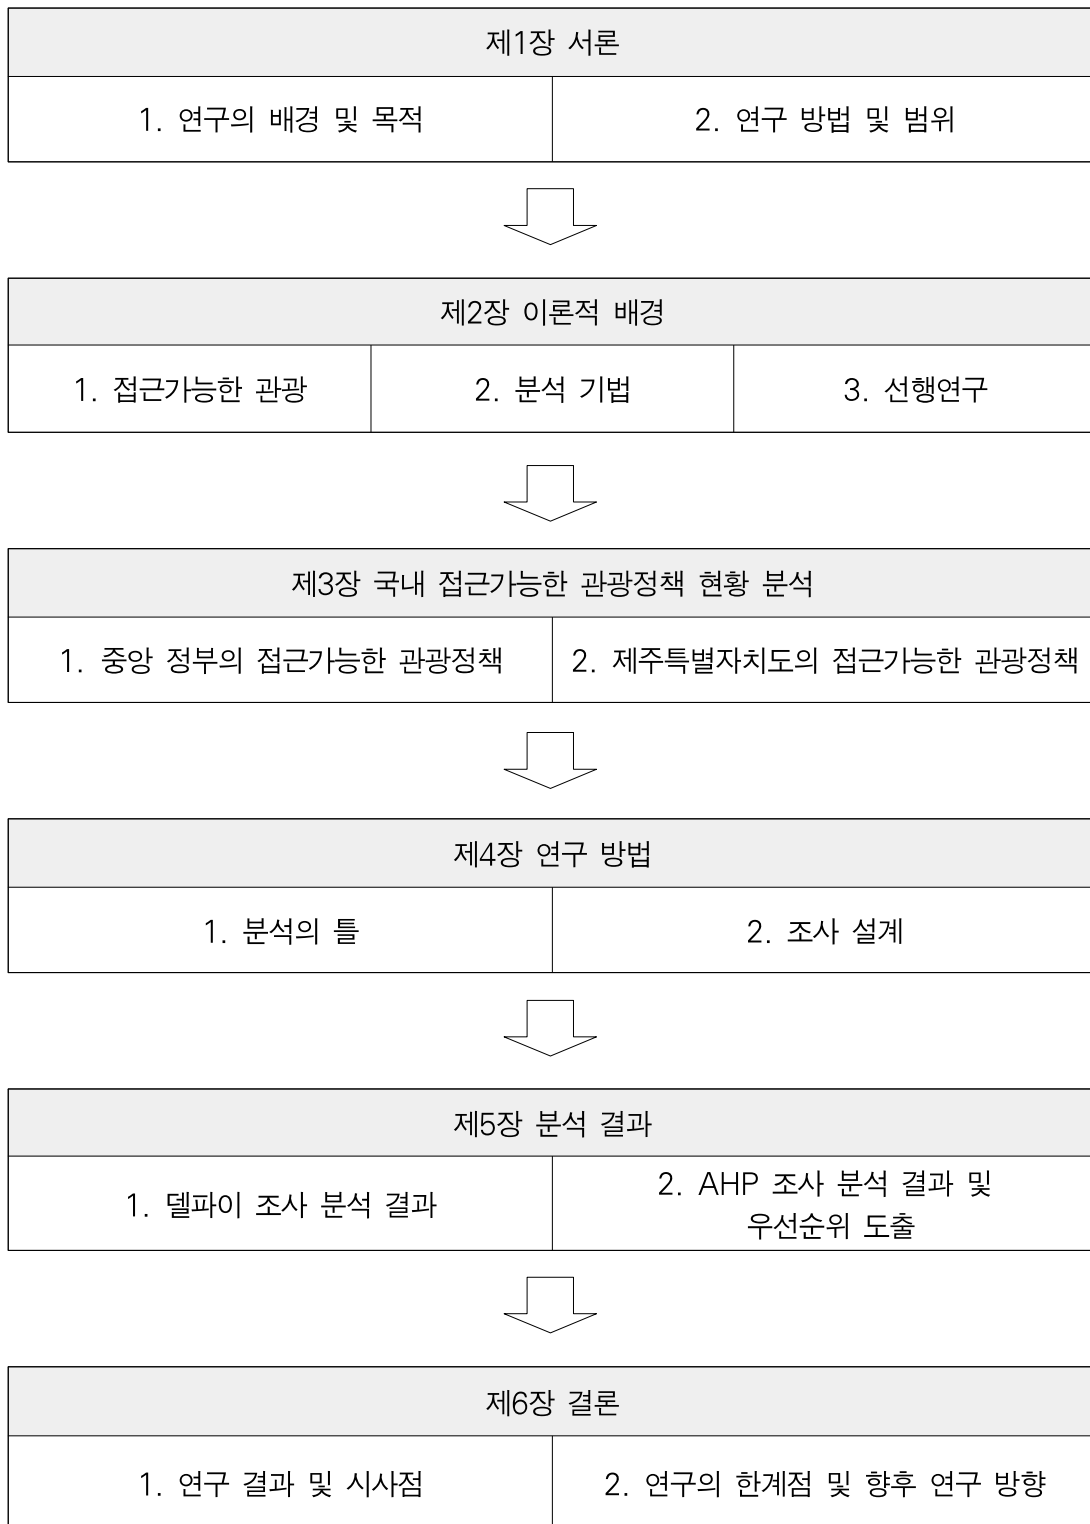 제1장 서론
1. 연구의 배경 및 목적
2. 연구 방법 및 범위
제2장 이론적 배경
1. 접근가능한 관광
2. 분석 기법
3. 선행연구
제3장 국내 접근가능한 관광정책 현황 분석
1. 중앙 정부의 접근가능한 관광정책
2. 제주특별자치도의 접근가능한 관광정책
제4장 연구 방법
1. 분석의 틀
2. 조사 설계
제5장 분석 결과
1. 델파이 조사 분석 결과
2. AHP 조사 분석 결과 및
우선순위 도출
제6장 결론
1. 연구 결과 및 시사점
2. 연구의 한계점 및 향후 연구 방향